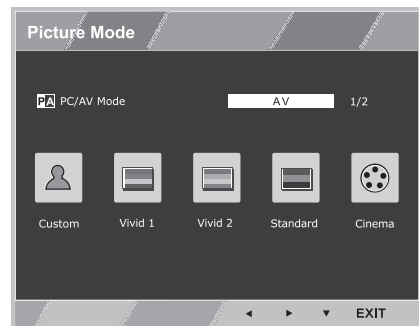 Picture Mode
PA PC/AV Mode AV 1/2
Custom Vivid 1 Vivid 2 Standard Cinema
EXIT